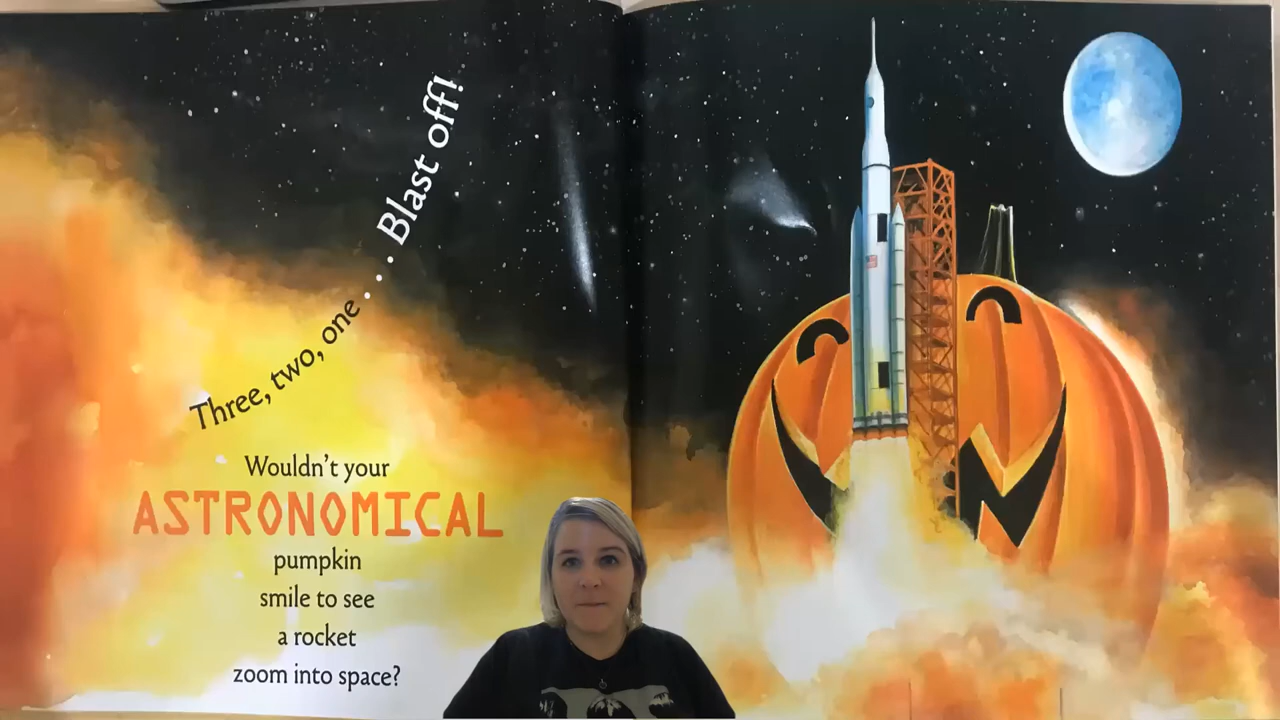 Three, two, one . . . Blast off!
Wouldn't your
ASTRONOMICAL
pumpkin
smile to see
a rocket
zoom into space?